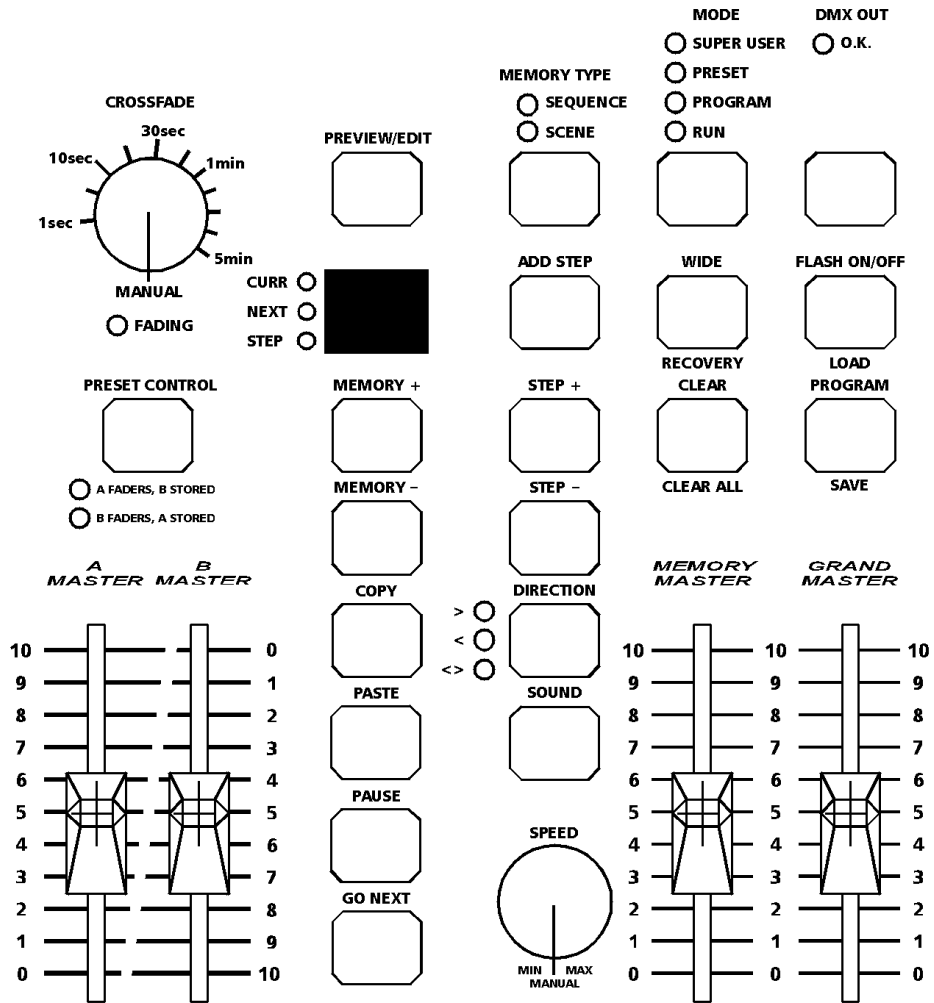 MODE
DMX OUT
SUPER USER
O.K.
PRESET
PROGRAM
RUN
MEMORY TYPE
SEQUENCE
SCENE
CROSSFADE
30sec
10sec
1min
1sec
5min
MANUAL
FADING
PREVIEW/EDIT
CURR
NEXT
STEP
ADD STEP
WIDE
FLASH ON/OFF
RECOVERY
LOAD
PRESET CONTROL
MEMORY +
STEP +
CLEAR
PROGRAM
A FADERS, B STORED
B FADERS, A STORED
MEMORY –
STEP –
CLEAR ALL
SAVE
A
MASTER
B
MASTER
COPY
>
<
<>
DIRECTION
MEMORY
MASTER
GRAND
MASTER
PASTE
SOUND
PAUSE
SPEED
GO NEXT
MIN MAX
MANUAL
10 0 10 10 10
9 1 9 9 9
8 2 8 8 8
7 3 7 7 7
6 4 6 6 6
5 5 5 5 5
4 6 4 4 4
3 7 3 3 3
2 8 2 2 2
1 9 1 1 1
0 10 0 0 0